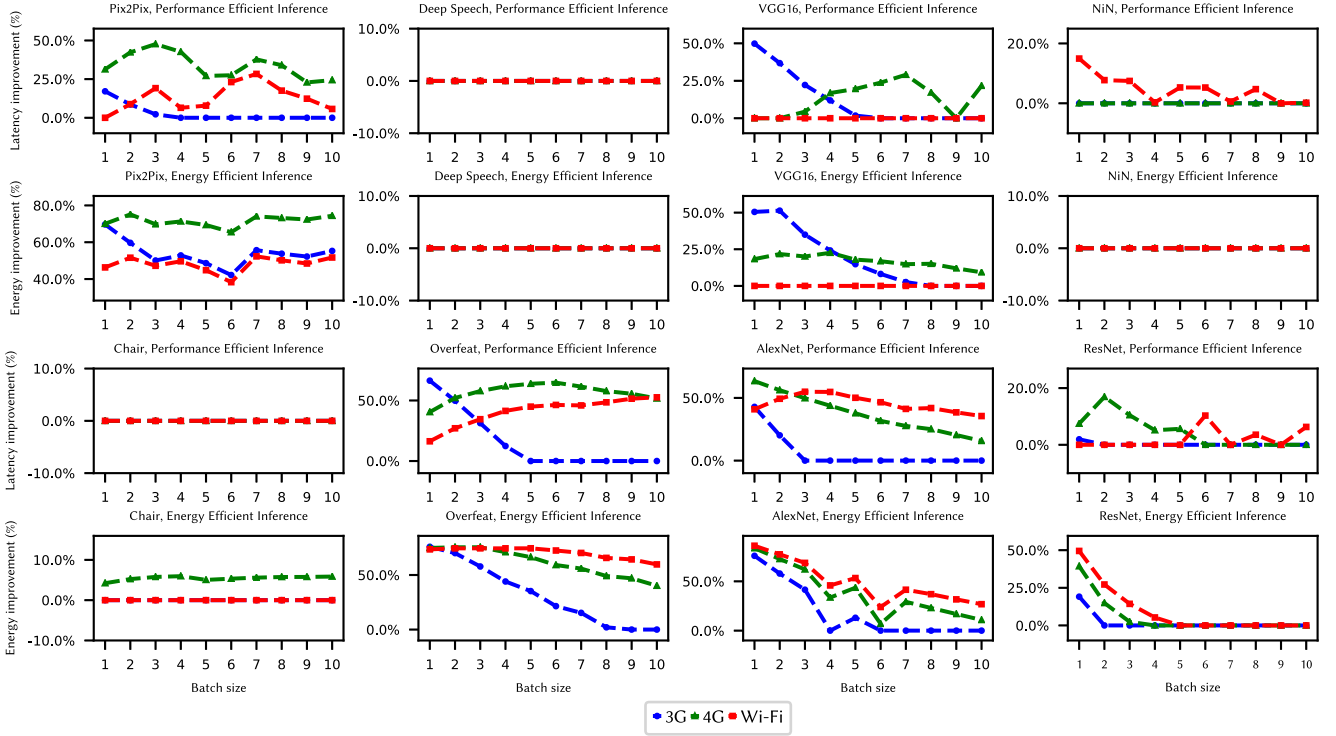 Pix2Pix, Performance Efficient Inference
Deep Speech, Performance Efficient Inference
VGG16, Performance Efficient Inference
NiN, Performance Efficient Inference
Latency improvement (%)
50.0%
25.0%
0.0%
10.0%
0.0%
-10.0%
50.0%
25.0%
0.0%
20.0%
0.0%
1 2 3 4 5 6 7 8 9 10
1 2 3 4 5 6 7 8 9 10
1 2 3 4 5 6 7 8 9 10
1 2 3 4 5 6 7 8 9 10
Pix2Pix, Energy Efficient Inference
Deep Speech, Energy Efficient Inference
VGG16, Energy Efficient Inference
NiN, Energy Efficient Inference
Energy improvement (%)
80.0%
60.0%
40.0%
10.0%
0.0%
-10.0%
50.0%
25.0%
0.0%
10.0%
0.0%
-10.0%
1 2 3 4 5 6 7 8 9 10
1 2 3 4 5 6 7 8 9 10
1 2 3 4 5 6 7 8 9 10
1 2 3 4 5 6 7 8 9 10
Chair, Performance Efficient Inference
Overfeat, Performance Efficient Inference
AlexNet, Performance Efficient Inference
ResNet, Performance Efficient Inference
Latency improvement (%)
10.0%
0.0%
-10.0%
50.0%
0.0%
50.0%
0.0%
20.0%
0.0%
1 2 3 4 5 6 7 8 9 10
1 2 3 4 5 6 7 8 9 10
1 2 3 4 5 6 7 8 9 10
1 2 3 4 5 6 7 8 9 10
Chair, Energy Efficient Inference
Overfeat, Energy Efficient Inference
AlexNet, Energy Efficient Inference
ResNet, Energy Efficient Inference
Energy improvement (%)
10.0%
0.0%
-10.0%
50.0%
0.0%
50.0%
0.0%
50.0%
25.0%
0.0%
1 2 3 4 5 6 7 8 9 10
1 2 3 4 5 6 7 8 9 10
1 2 3 4 5 6 7 8 9 10
1 2 3 4 5 6 7 8 9 10
Batch size
Batch size
Batch size
Batch size
3G 4G Wi-Fi